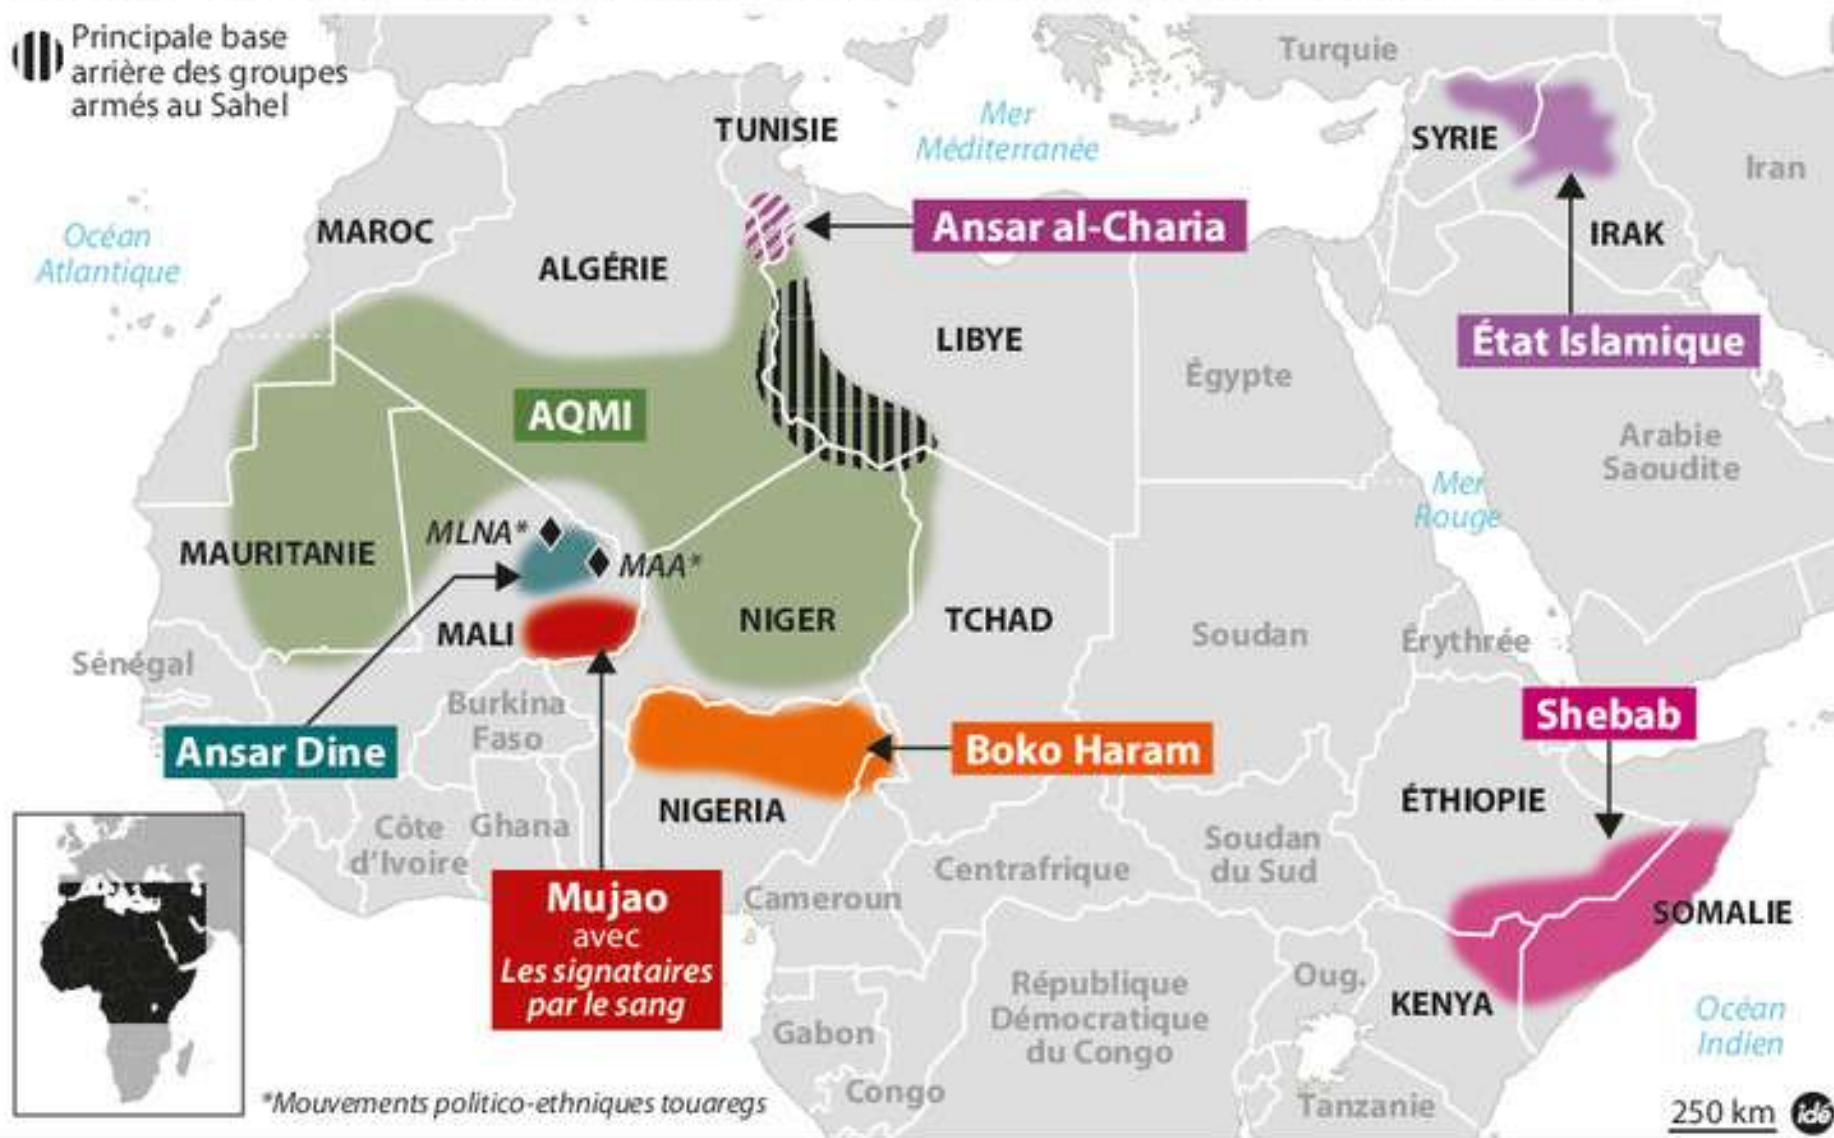 Principale base
arrière des groupes
armés au Sahel
Turquie
Mer
Méditerranée
TUNISIE
SYRIE
Iran
Océan
Atlantique
MAROC
ALGÉRIE
Ansar al-Charia
IRAK
LIBYE
État Islamique
Égypte
AQMI
Arabie
Saoudite
Mer
Rouge
MLNA*
MAA*
MAURITANIE
MALI
NIGER
TCHAD
Soudan
Érythrée
Sénégal
Burkina
Faso
Ansar Dine
Boko Haram
Shebab
NIGERIA
ÉTHIOPIE
Côte
d'Ivoire
Ghana
Soudan
du Sud
Centrafrique
Cameroun
Mujao
avec
Les signataires
par le sang
SOMALIE
Oug.
KENYA
République
Démocratique
du Congo
Gabon
Congo
Océan
Indien
Tanzanie
*Mouvements politico-ethniques touaregs
250 km
idé